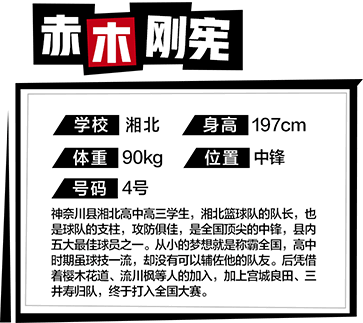 赤木刚宪
学校 湘北 身高 197cm
体重 90kg 位置 中锋
号码 4号
神奈川县湘北高中高三学生，湘北篮球队的队长，也
是球队的支柱，攻防俱佳，是全国顶尖的中锋，县内
五大最佳球员之一。从小的梦想就是称霸全国，高中
时期虽球技一流，却没有可以辅佐他的队友。后凭借
着樱木花道、流川枫等人的加入，加上宫城良田、三
井寿归队，终于打入全国大赛。